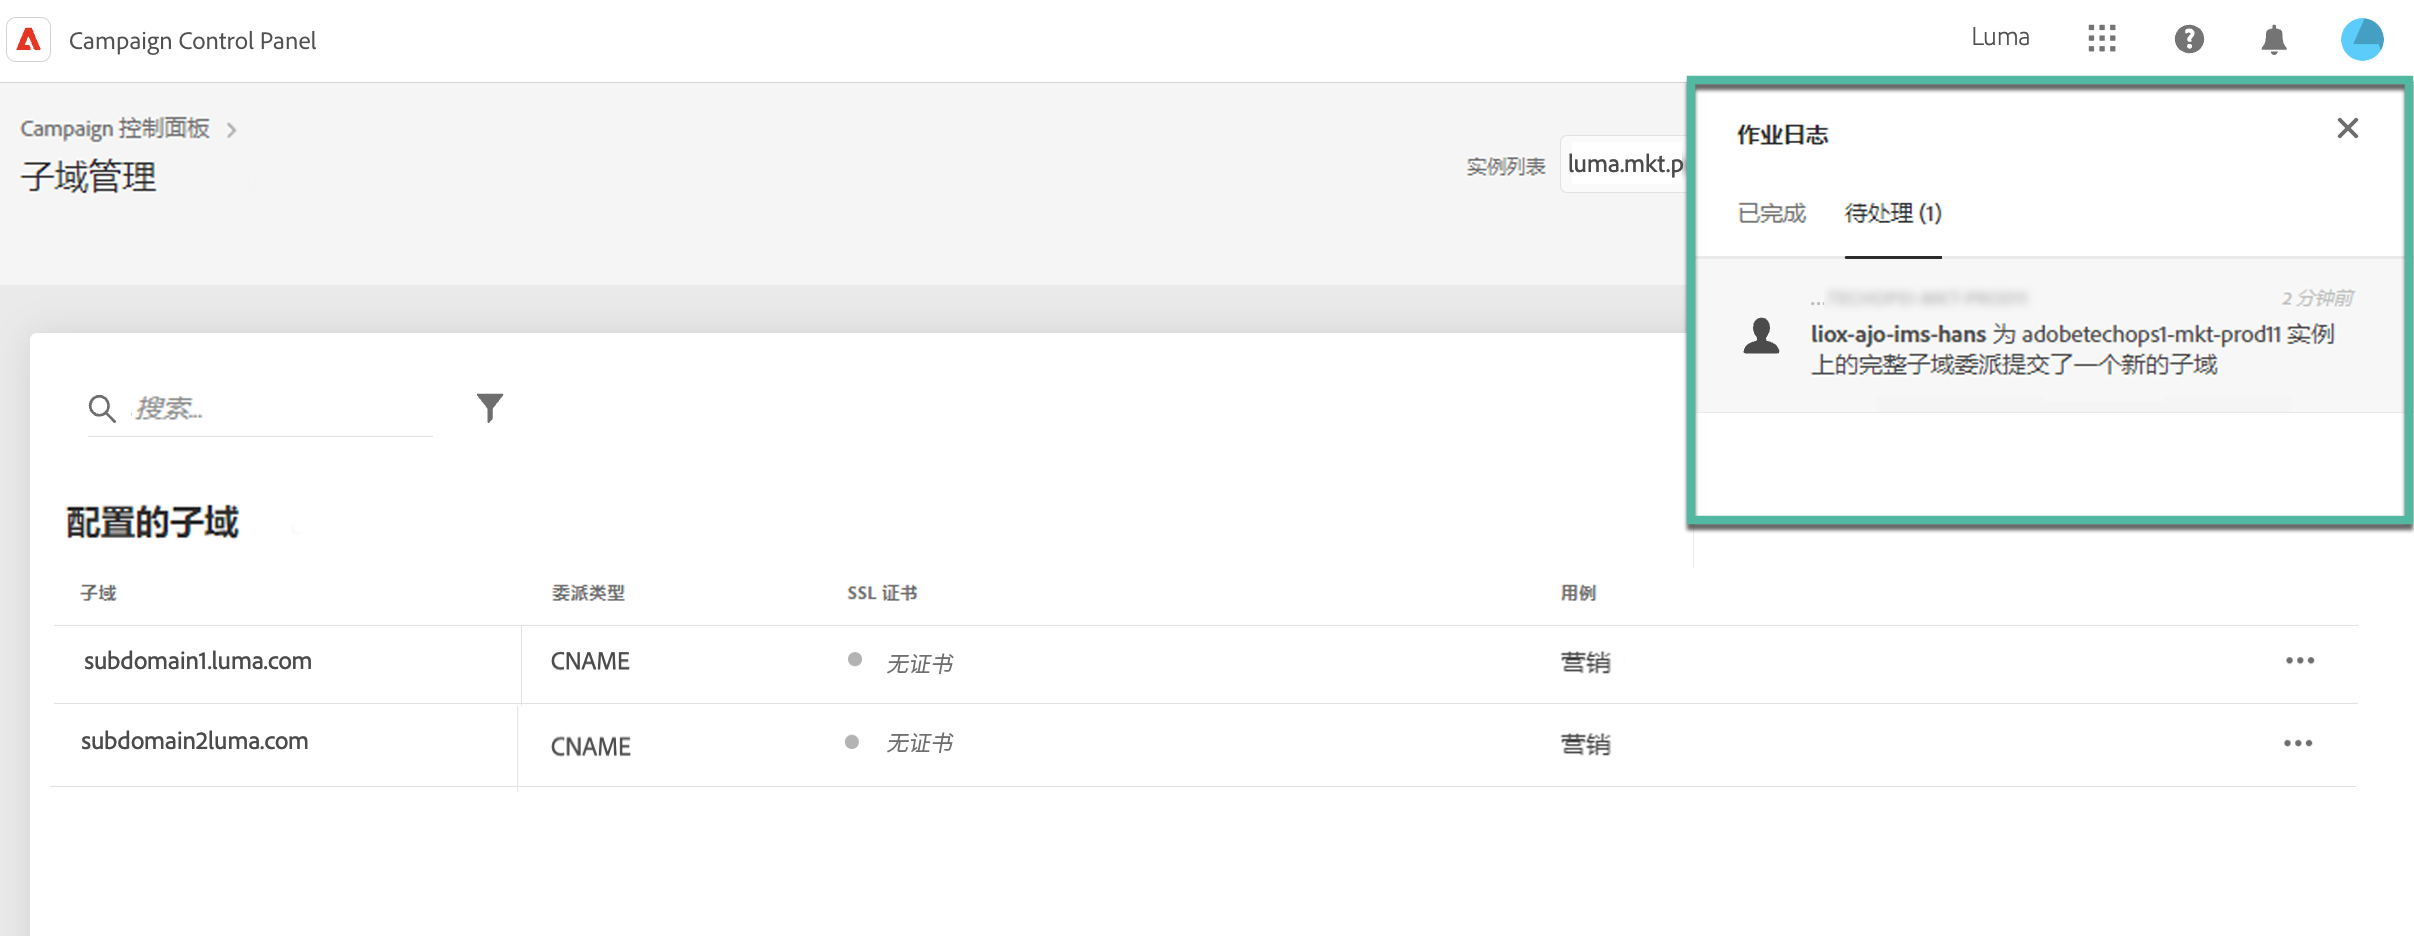 Campaign Control Panel
Luma
Campaign 控制面板
子域管理
实例列表
luma.mkt.p
作业日志
已完成
待处理 (1)
...
2 分钟前
liox-ajo-ims-hans 为 adobetechops1-mkt-prod11 实例
上的完整子域委派提交了一个新的子域
搜索...
配置的子域
子域 委派类型 SSL 证书 用例
subdomain1.luma.com CNAME 无证书 营销
subdomain2luma.com CNAME 无证书 营销